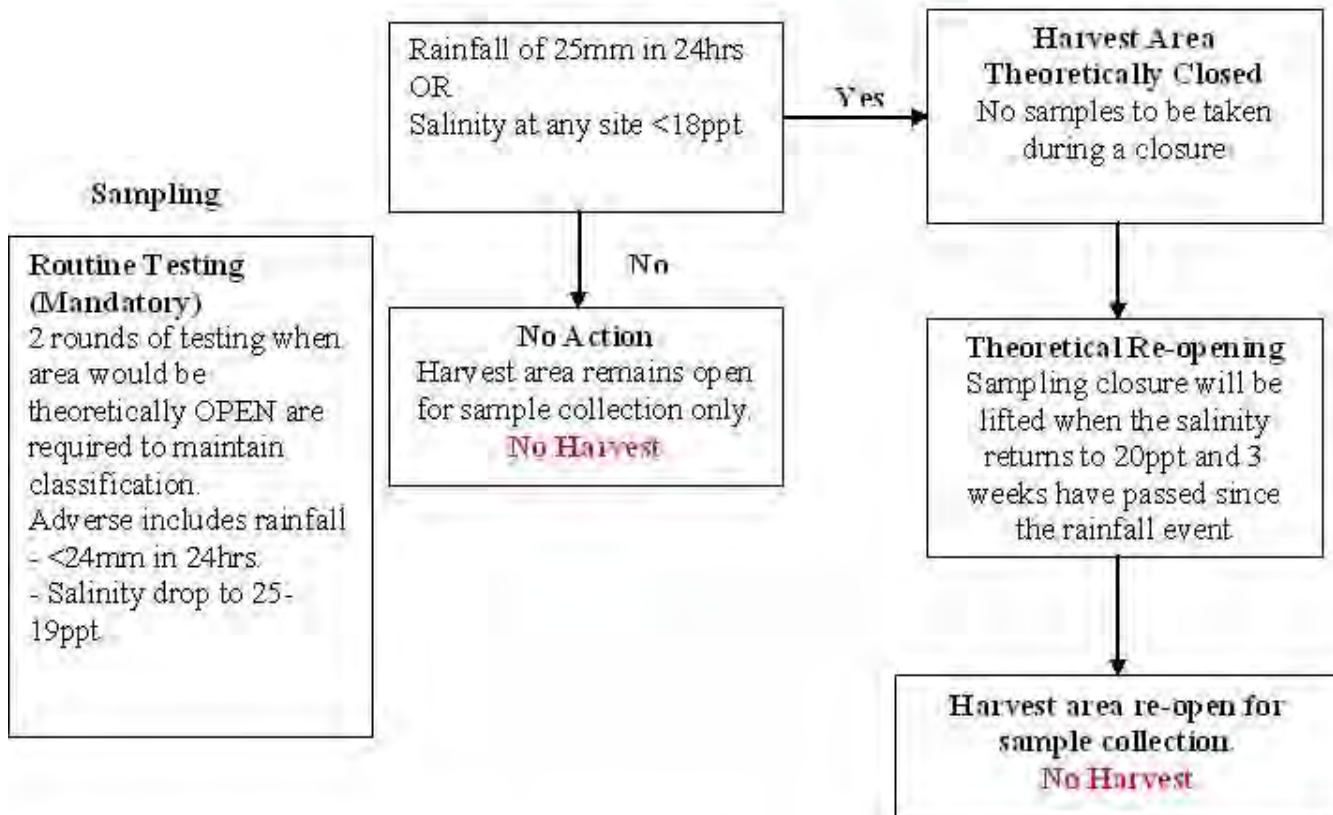 Rainfall of 25mm in 24hrs
OR
Salinity at any site <18ppt
Yes
Harvest Area
Theoretically Closed
No samples to be taken
during a closure
Sampling
Routine Testing
(Mandatory)
2 rounds of testing when
area would be
theoretically OPEN are
required to maintain
classification.
Adverse includes rainfall
- <24mm in 24hrs.
- Salinity drop to 25-
19ppt.
No
No Action
Harvest area remains open
for sample collection only.
No Harvest
Theoretical Re-opening
Sampling closure will be
lifted when the salinity
returns to 20ppt and 3
weeks have passed since
the rainfall event
Harvest area re-open for
sample collection.
No Harvest